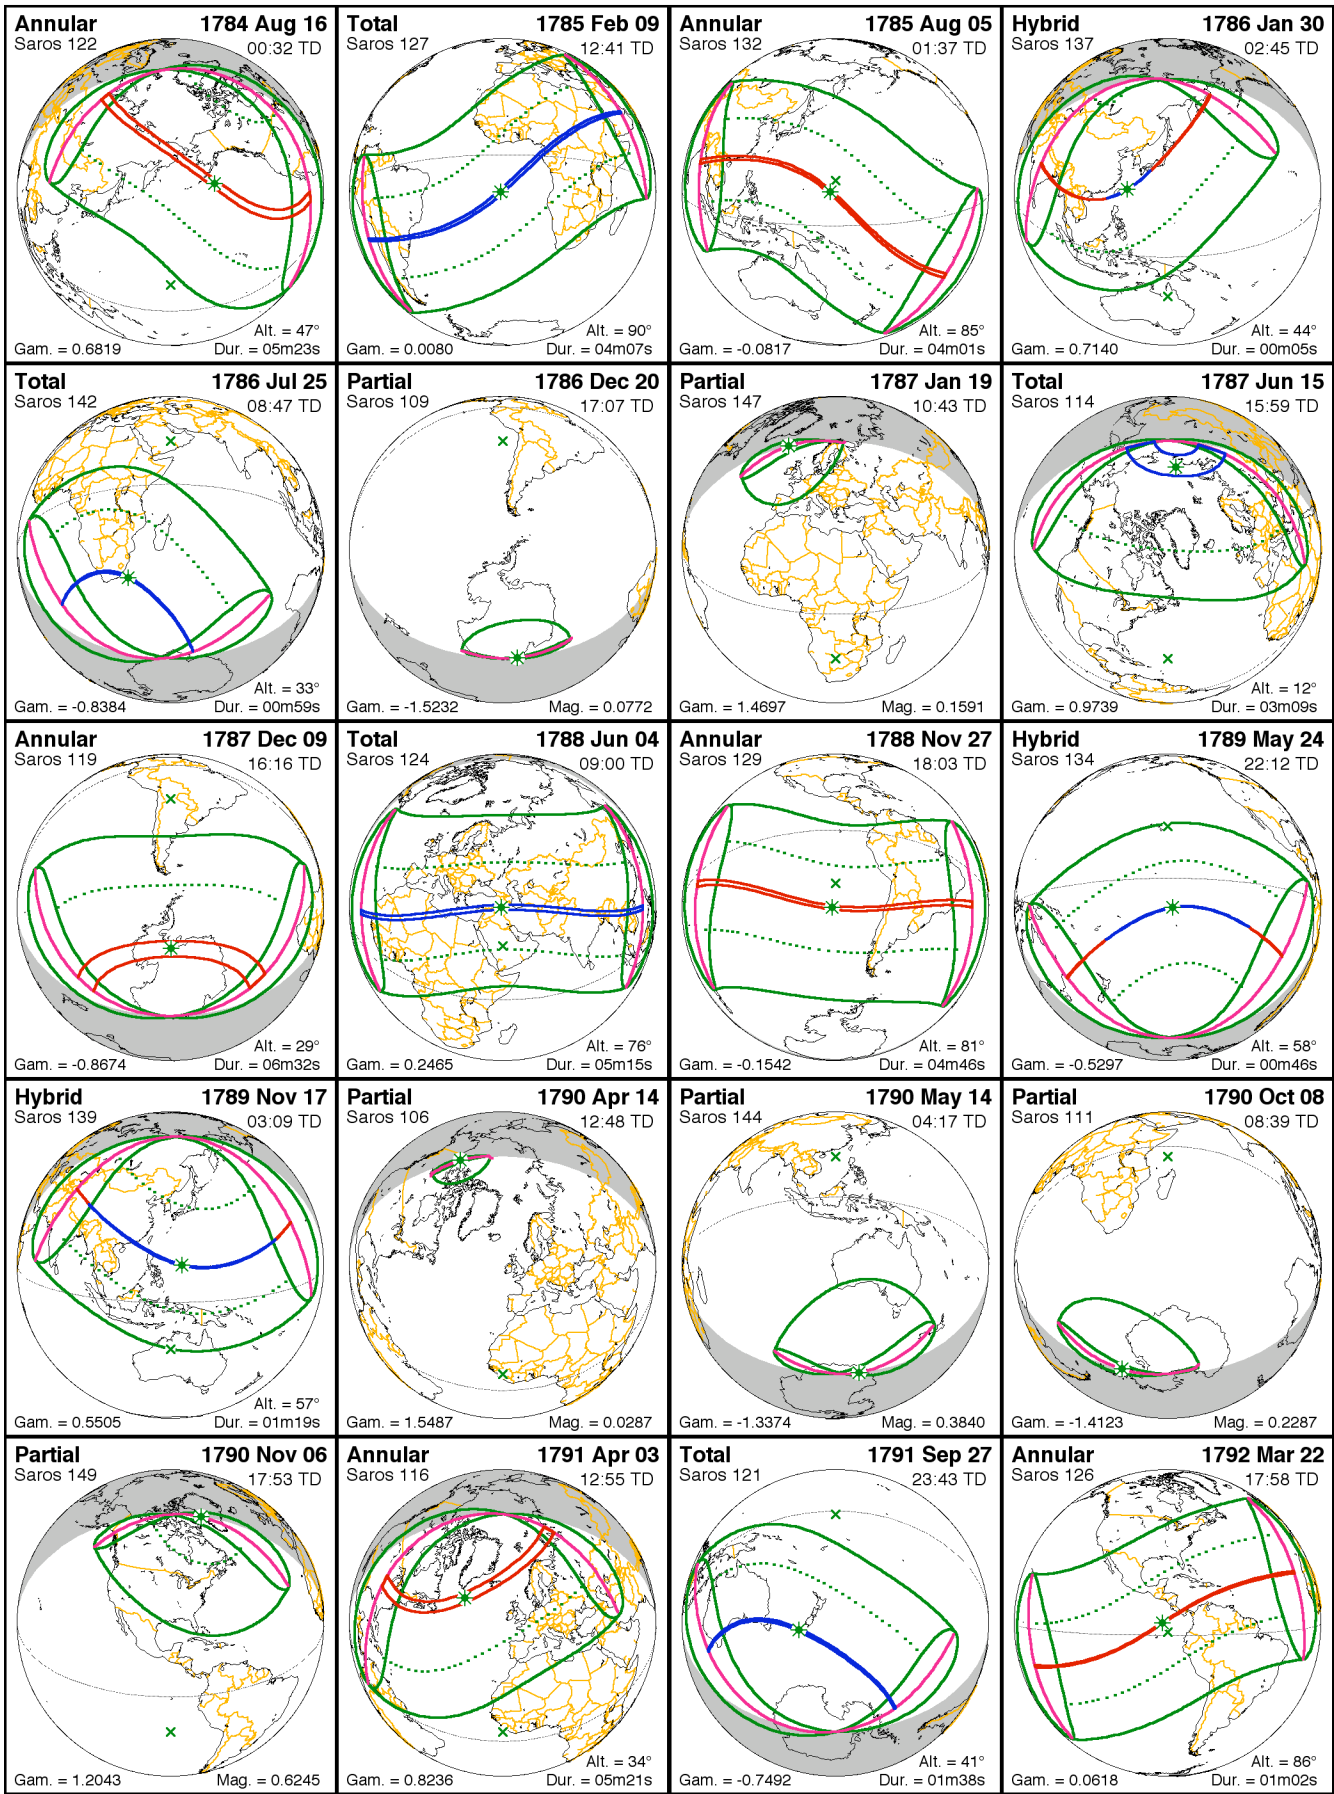 Annular 1784 Aug 16
Saros 122 00:32 TD
Alt. = 47°
Gam. = 0.6819 Dur. = 05m23s
Total 1785 Feb 09
Saros 127 12:41 TD
Alt. = 90°
Gam. = 0.0080 Dur. = 04m07s
Annular 1785 Aug 05
Saros 132 01:37 TD
Alt. = 85°
Gam. = -0.0817 Dur. = 04m01s
Hybrid 1786 Jan 30
Saros 137 02:45 TD
Alt. = 44°
Gam. = 0.7140 Dur. = 00m05s
Total 1786 Jul 25
Saros 142 08:47 TD
Alt. = 33°
Gam. = -0.8384 Dur. = 00m59s
Partial 1786 Dec 20
Saros 109 17:07 TD
Gam. = -1.5232 Mag. = 0.0772
Partial 1787 Jan 19
Saros 147 10:43 TD
Gam. = 1.4697 Mag. = 0.1591
Total 1787 Jun 15
Saros 114 15:59 TD
Alt. = 12°
Gam. = 0.9739 Dur. = 03m09s
Annular 1787 Dec 09
Saros 119 16:16 TD
Alt. = 29°
Gam. = -0.8674 Dur. = 06m32s
Total 1788 Jun 04
Saros 124 09:00 TD
Alt. = 76°
Gam. = 0.2465 Dur. = 05m15s
Annular 1788 Nov 27
Saros 129 18:03 TD
Alt. = 81°
Gam. = -0.1542 Dur. = 04m46s
Hybrid 1789 May 24
Saros 134 22:12 TD
Alt. = 58°
Gam. = -0.5297 Dur. = 00m46s
Hybrid 1789 Nov 17
Saros 139 03:09 TD
Alt. = 57°
Gam. = 0.5505 Dur. = 01m19s
Partial 1790 Apr 14
Saros 106 12:48 TD
Gam. = 1.5487 Mag. = 0.0287
Partial 1790 May 14
Saros 144 04:17 TD
Gam. = -1.3374 Mag. = 0.3840
Partial 1790 Oct 08
Saros 111 08:39 TD
Gam. = -1.4123 Mag. = 0.2287
Partial 1790 Nov 06
Saros 149 17:53 TD
Gam. = 1.2043 Mag. = 0.6245
Annular 1791 Apr 03
Saros 116 12:55 TD
Alt. = 34°
Gam. = 0.8236 Dur. = 05m21s
Total 1791 Sep 27
Saros 121 23:43 TD
Alt. = 41°
Gam. = -0.7492 Dur. = 01m38s
Annular 1792 Mar 22
Saros 126 17:58 TD
Alt. = 86°
Gam. = 0.0618 Dur. = 01m02s